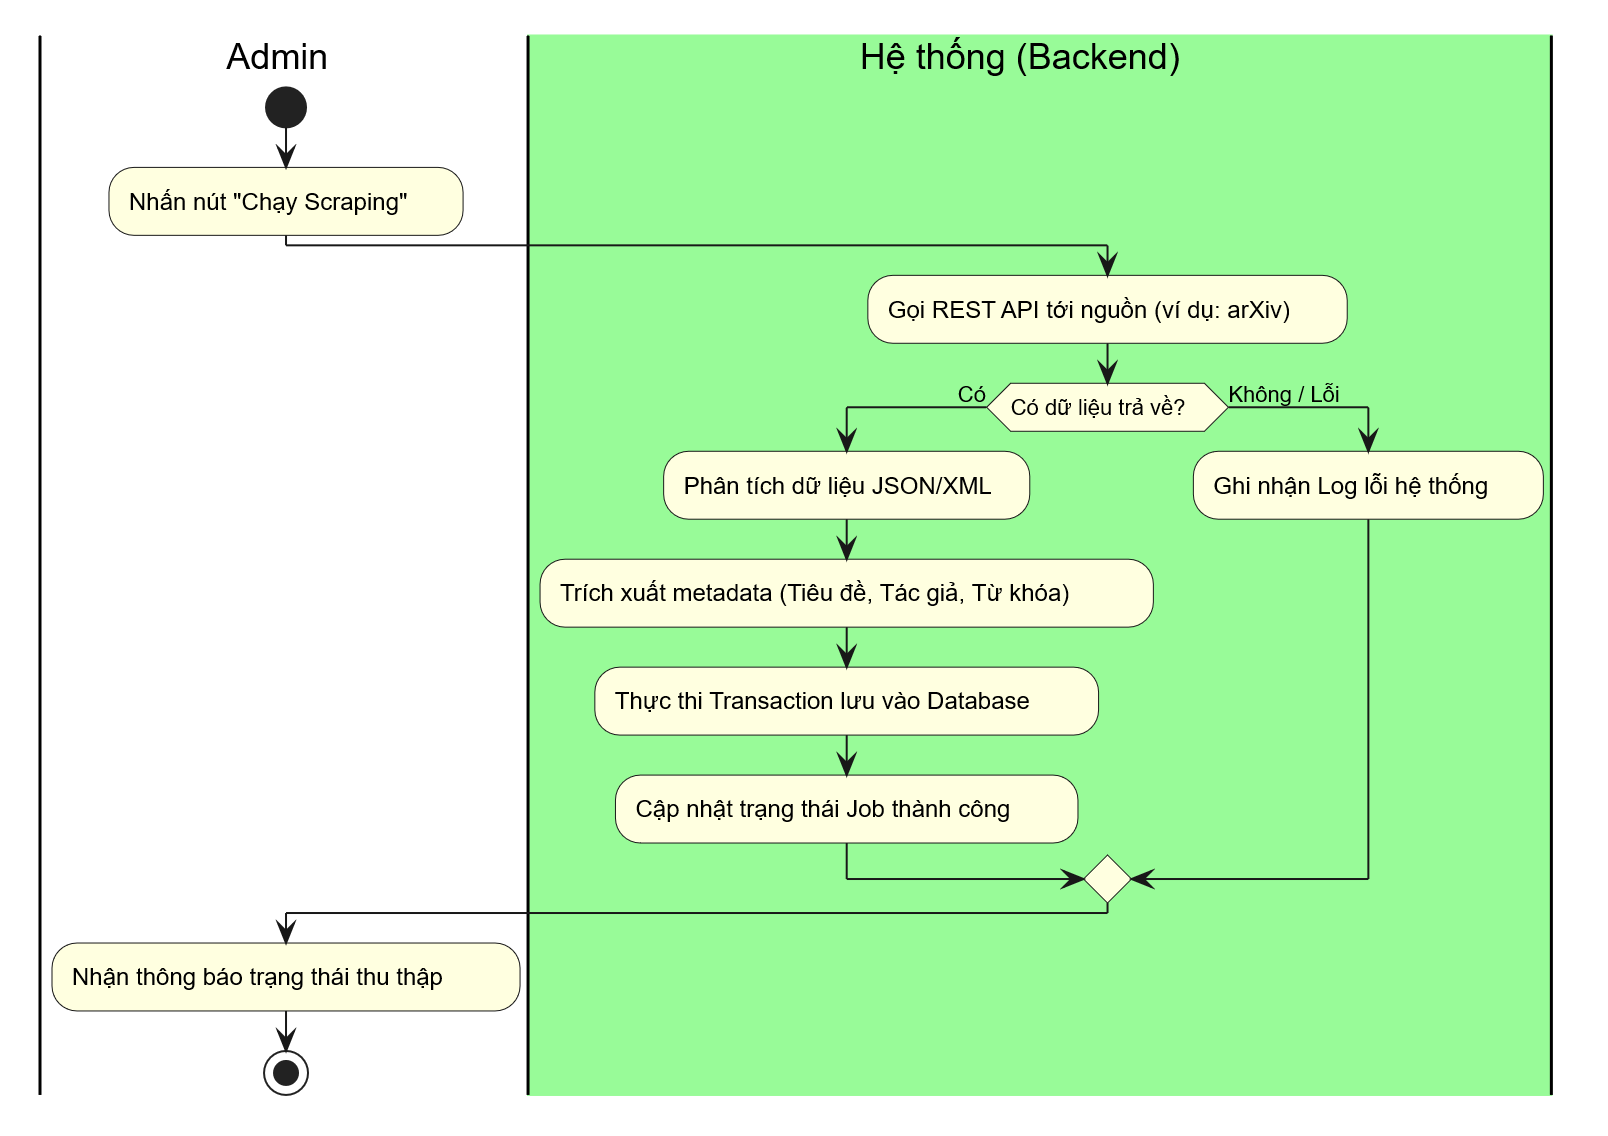 Admin
Hệ thống (Backend)
Nhấn nút "Chạy Scraping"
Gọi REST API tới nguồn (ví dụ: arXiv)
Có dữ liệu trả về?
Có
Không / Lỗi
Phân tích dữ liệu JSON/XML
Ghi nhận Log lỗi hệ thống
Trích xuất metadata (Tiêu đề, Tác giả, Từ khóa)
Thực thi Transaction lưu vào Database
Cập nhật trạng thái Job thành công
Nhận thông báo trạng thái thu thập